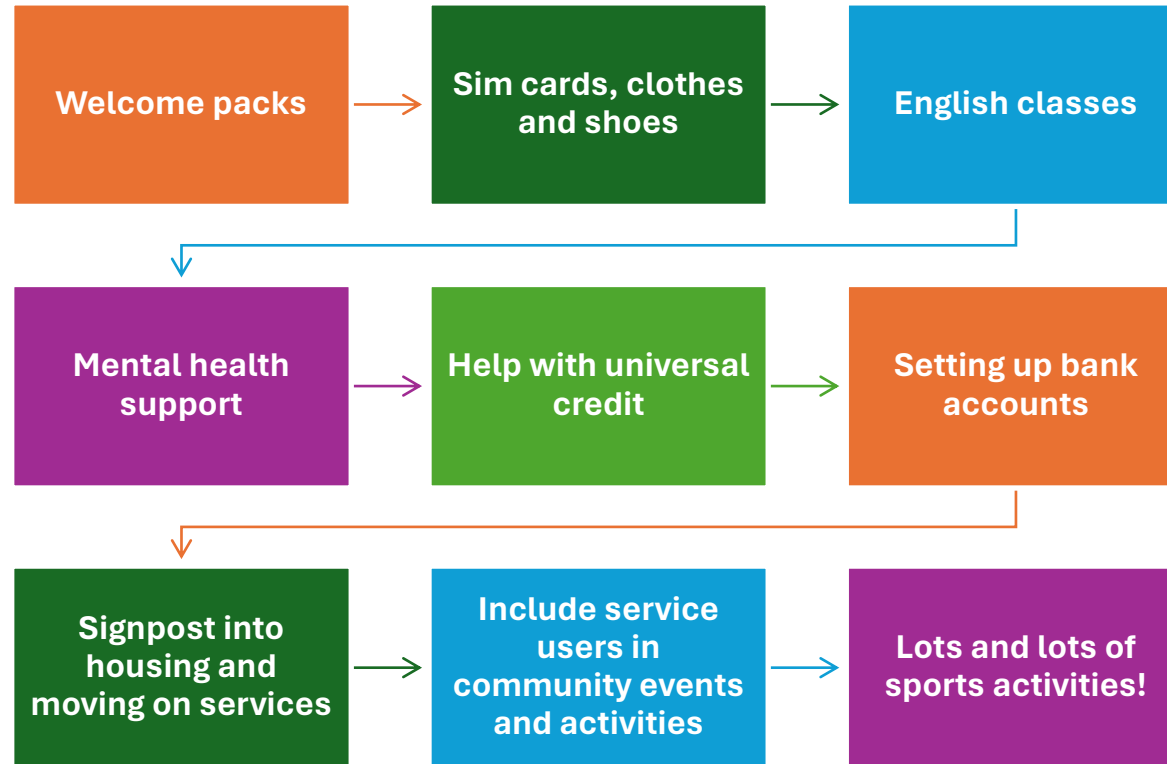 Welcome packs
Sim cards, clothes
and shoes
English classes
Mental health
support
Help with universal
credit
Setting up bank
accounts
Signpost into
housing and
moving on services
Include service
users in
community events
and activities
Lots and lots of
sports activities!